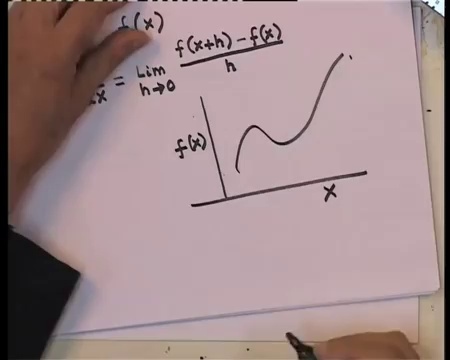 f(x)
f(x+h) - f(x)
= Lim
h→0
h
f(x)
x